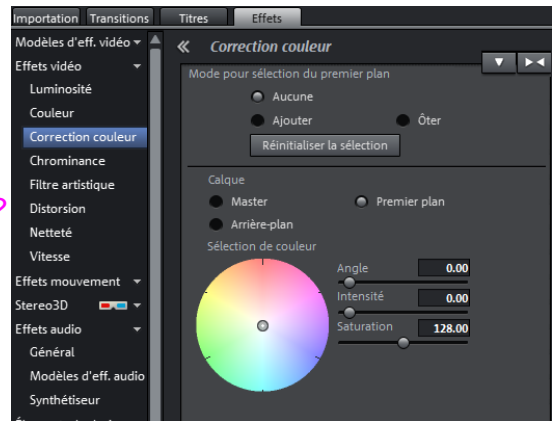 Importation Transitions Titres Effets
Modèles d'eff. vidéo
Effets vidéo
Luminosité
Couleur
Correction couleur
Chrominance
Filtre artistique
Distorsion
Netteté
Vitesse
Effets mouvement
Stereo3D
Effets audio
Général
Modèles d'eff. audio
Synthétiseur
Correction couleur
Mode pour sélection du premier plan
Aucune
Ajouter Ôter
Réinitialiser la sélection
Calque
Master Premier plan
Arrière-plan
Sélection de couleur
Angle 0.00
Intensité 0.00
Saturation 128.00